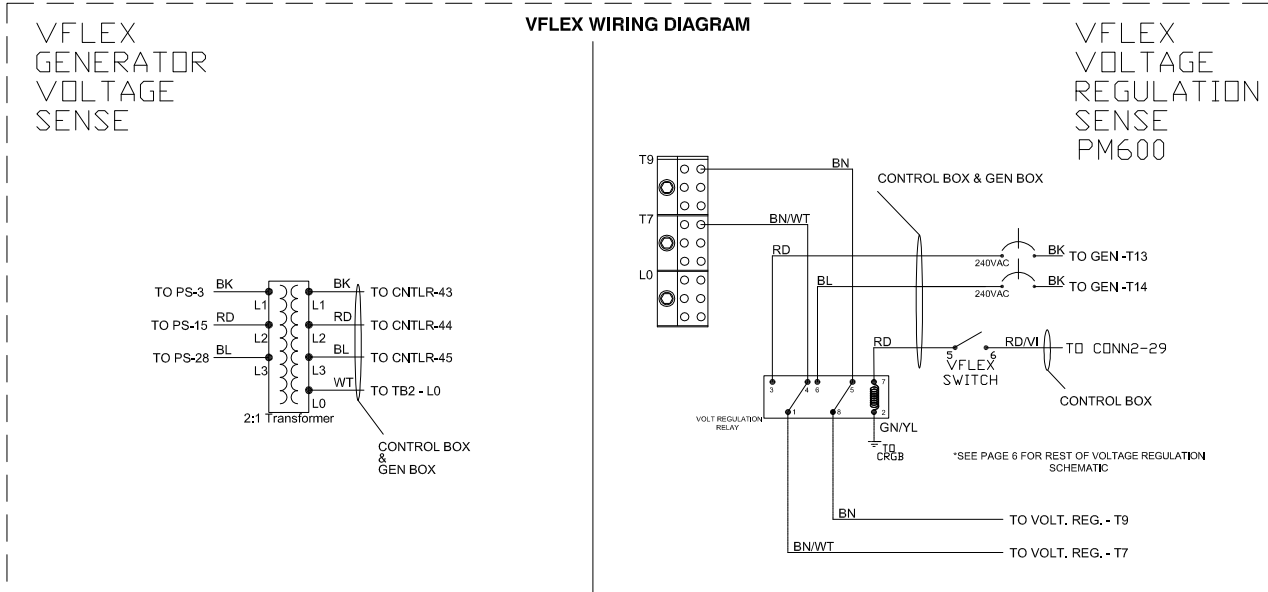 VFLEX WIRING DIAGRAM
VFLEX
GENERATOR
VOLTAGE
SENSE
TO PS-3 BK
TO PS-15 RD
TO PS-28 BL
L1
L2
L3
L1
L2
L3
L0
BK TO CNTLR-43
RD TO CNTLR-44
BL TO CNTLR-45
WT TO TB2 - L0
2:1 Transformer
CONTROL BOX
&
GEN BOX
VFLEX
VOLTAGE
REGULATION
SENSE
PM600
T9
T7
L0
BN
BN/WT
CONTROL BOX & GEN BOX
RD
240VAC
BK TO GEN -T13
BL
240VAC
BK TO GEN -T14
RD
5
6
RD/VI
TO CONN2-29
VFLEX
SWITCH
CONTROL BOX
3
4
6
5
7
1
8
2
VOLT REGULATION
RELAY
GN/YL
TO
CRGB
*SEE PAGE 6 FOR REST OF VOLTAGE REGULATION
SCHEMATIC
BN
TO VOLT. REG. - T9
BN/WT
TO VOLT. REG. - T7